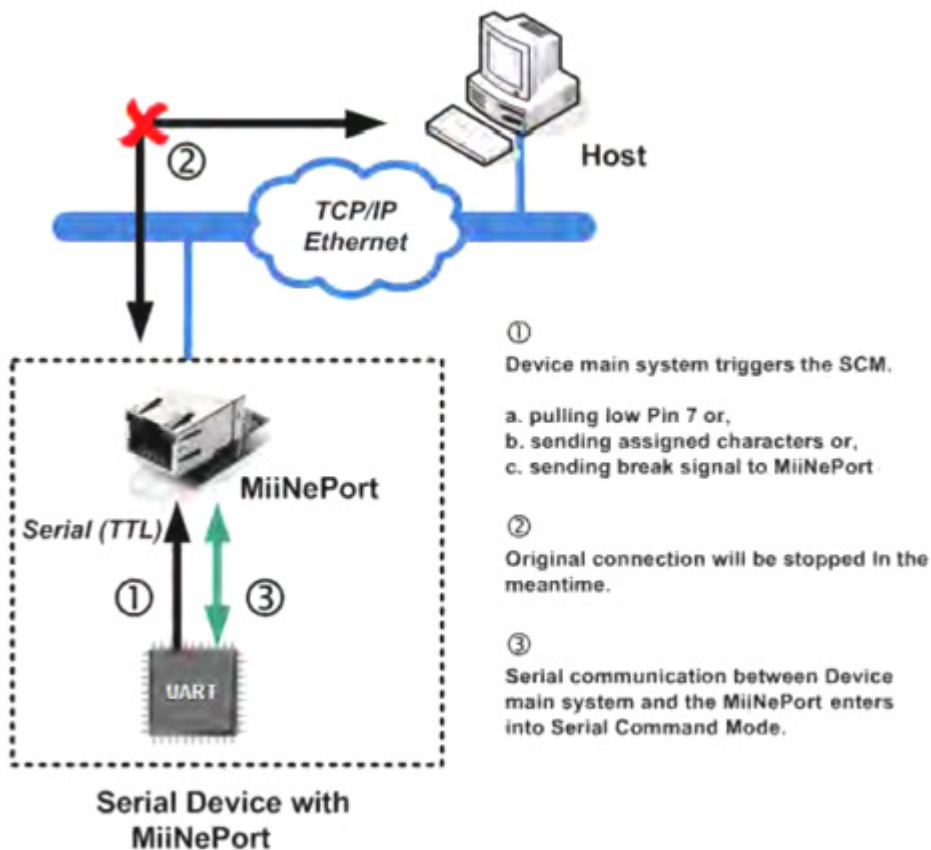 ②
Host
TCP/IP
Ethernet
MiiNePort
Serial (TTL)
①
③
UART
Serial Device with
MiiNePort
①
Device main system triggers the SCM.
a. pulling low Pin 7 or,
b. sending assigned characters or,
c. sending break signal to MiiNePort
②
Original connection will be stopped In the
meantime.
③
Serial communication between Device
main system and the MiiNePort enters
into Serial Command Mode.